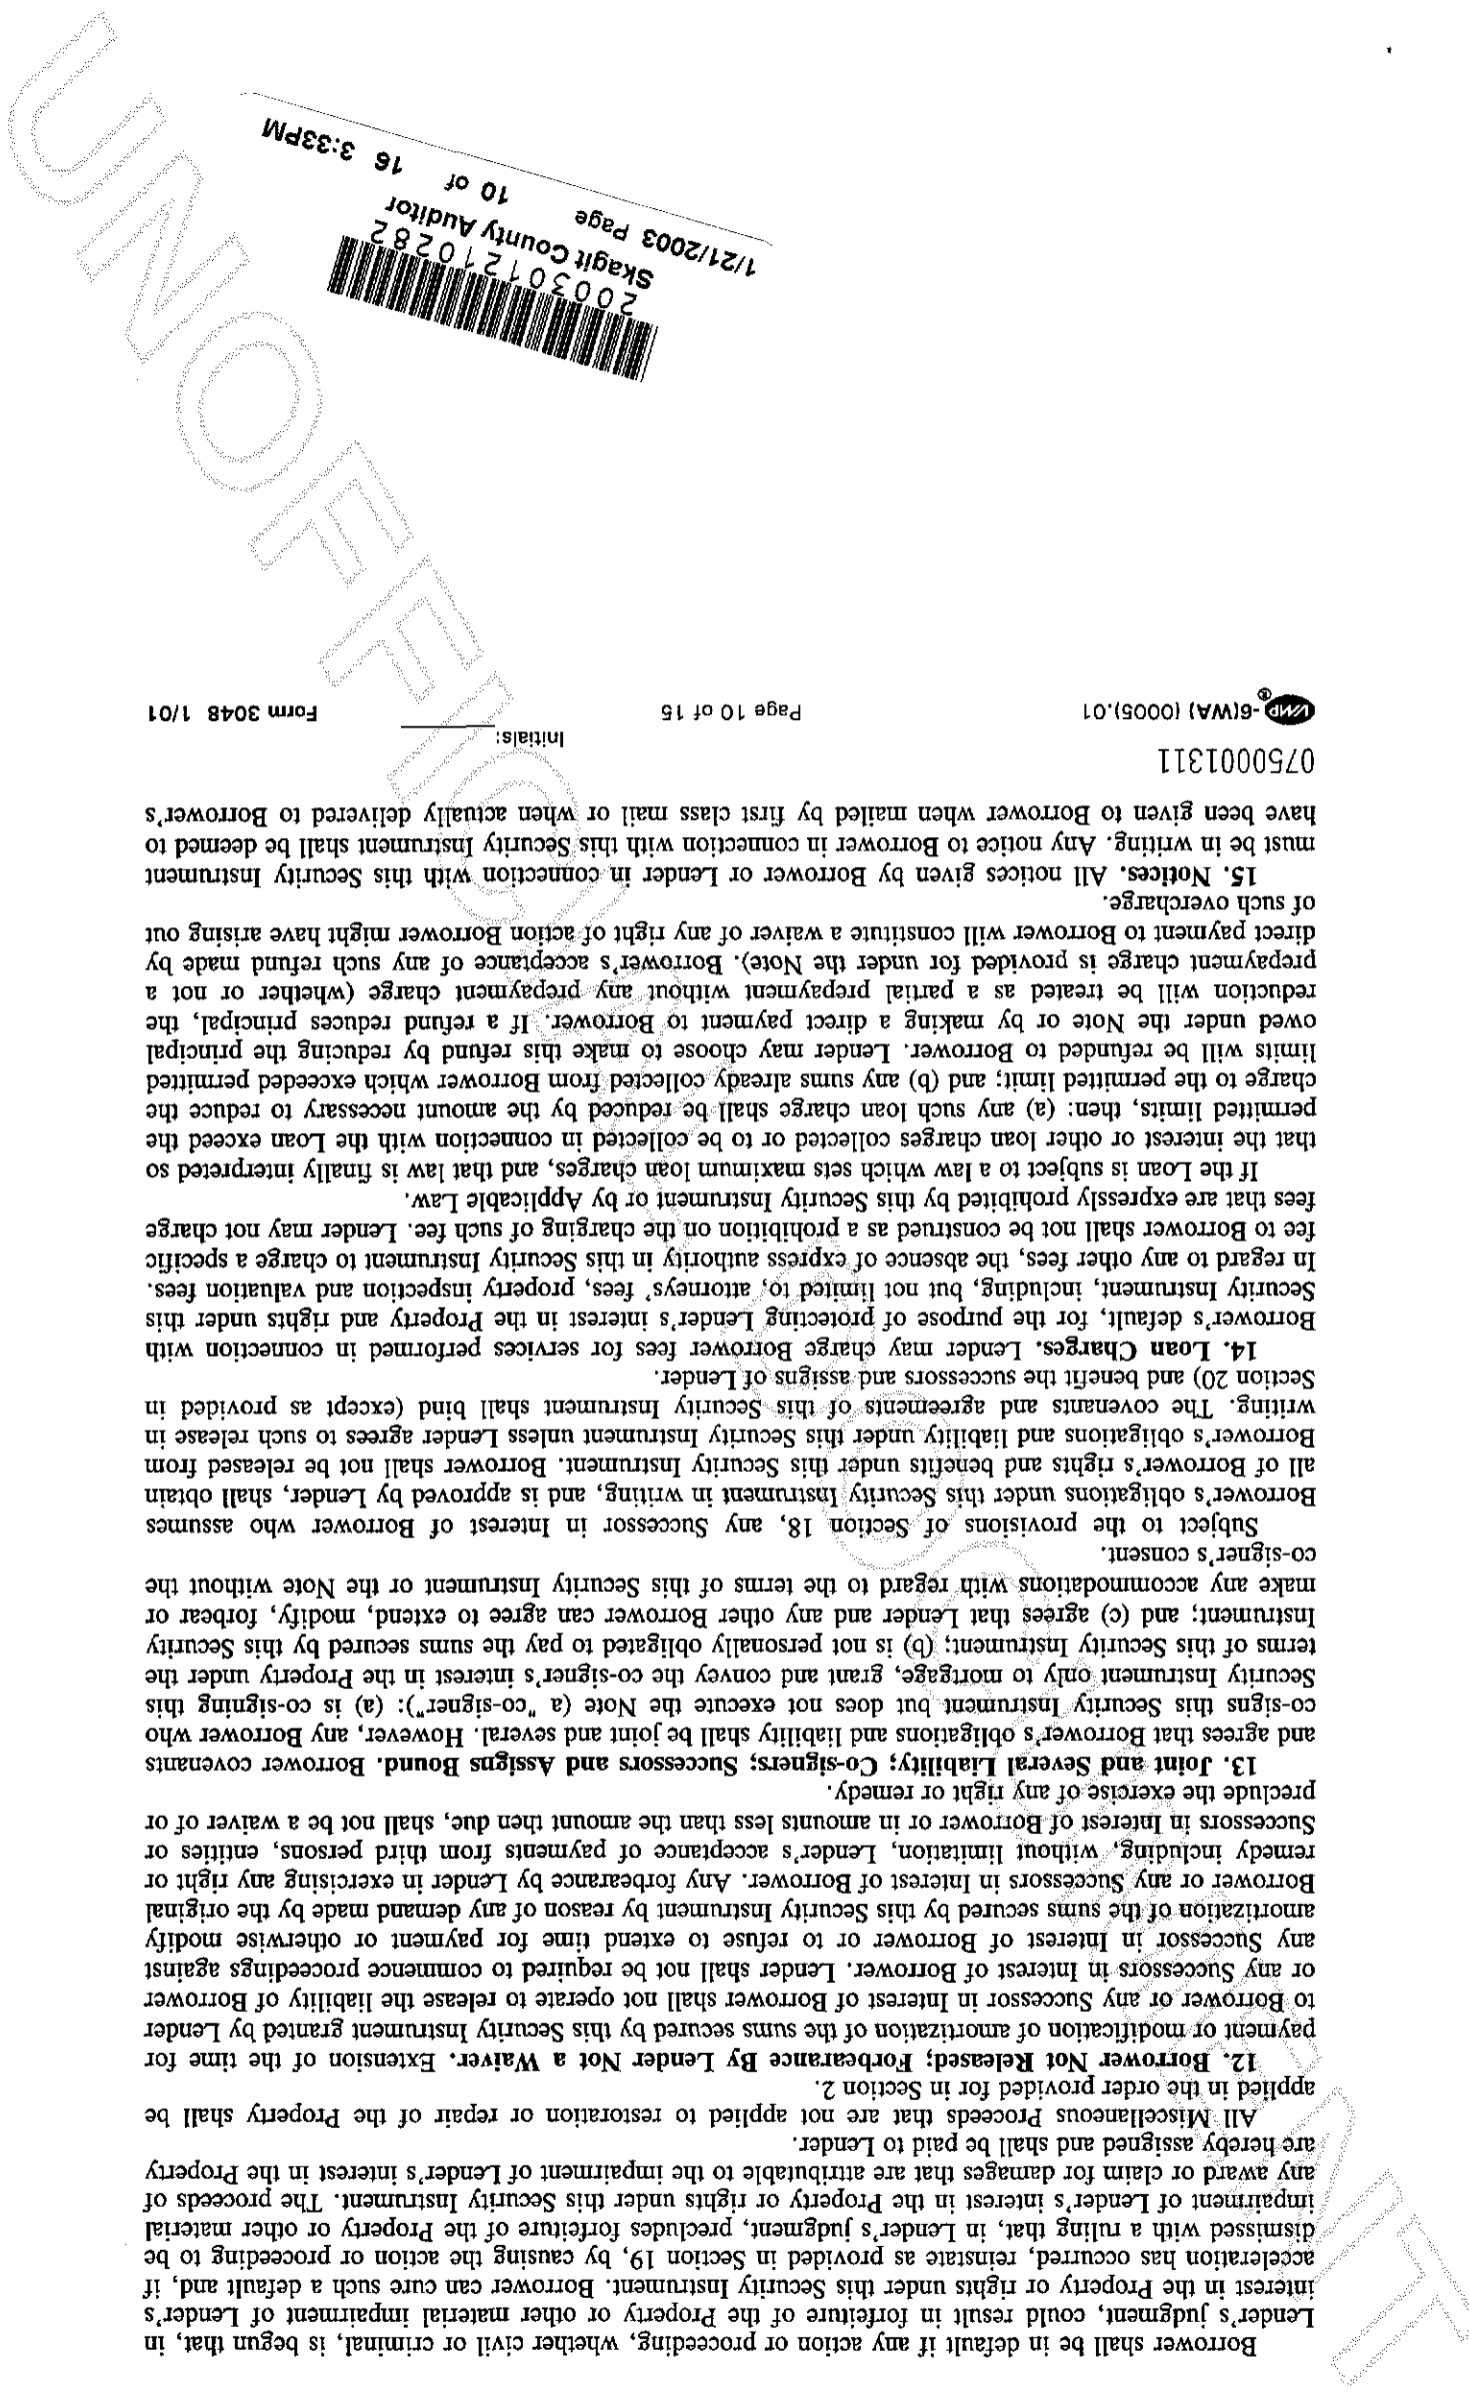 Borrower shall be in default if any action or proceeding, whether civil or criminal, is begun that, in
Lender's judgment, could result in forfeiture of the Property or other material impairment of Lender's
interest in the Property or rights under this Security Instrument. Borrower can cure such a default and, if
acceleration has occurred, reinstate as provided in Section 19, by causing the action or proceeding to be
dismissed with a ruling that, in Lender's judgment, precludes forfeiture of the Property or other material
impairment of Lender's interest in the Property or rights under this Security Instrument. The proceeds of
any award or claim for damages that are attributable to the impairment of Lender's interest in the Property
are hereby assigned and shall be paid to Lender.
All Miscellaneous Proceeds that are not applied to restoration or repair of the Property shall be
applied in the order provided for in Section 2.
12. Borrower Not Released; Forbearance By Lender Not a Waiver. Extension of the time for
payment or modification of amortization of the sums secured by this Security Instrument granted by Lender
to Borrower or any Successor in Interest of Borrower shall not operate to release the liability of Borrower
or any Successors in Interest of Borrower. Lender shall not be required to commence proceedings against
any Successor in Interest of Borrower or to refuse to extend time for payment or otherwise modify
amortization of the sums secured by this Security Instrument by reason of any demand made by the original
Borrower or any Successors in Interest of Borrower. Any forbearance by Lender in exercising any right or
remedy including, without limitation, Lender's acceptance of payments from third persons, entities or
Successors in Interest of Borrower or in amounts less than the amount then due, shall not be a waiver of or
preclude the exercise of any right or remedy.
13. Joint and Several Liability; Co-signers; Successors and Assigns Bound. Borrower covenants
and agrees that Borrower's obligations and liability shall be joint and several. However, any Borrower who
co-signs this Security Instrument but does not execute the Note (a "co-signer"): (a) is co-signing this
Security Instrument only to mortgage, grant and convey the co-signer's interest in the Property under the
terms of this Security Instrument; (b) is not personally obligated to pay the sums secured by this Security
Instrument; and (c) agrees that Lender and any other Borrower can agree to extend, modify, forbear or
make any accommodations with regard to the terms of this Security Instrument or the Note without the
co-signer's consent.
Subject to the provisions of Section 18, any Successor in Interest of Borrower who assumes
Borrower's obligations under this Security Instrument in writing, and is approved by Lender, shall obtain
all of Borrower's rights and benefits under this Security Instrument. Borrower shall not be released from
Borrower's obligations and liability under this Security Instrument unless Lender agrees to such release in
writing. The covenants and agreements of this Security Instrument shall bind (except as provided in
Section 20) and benefit the successors and assigns of Lender.
14. Loan Charges. Lender may charge Borrower fees for services performed in connection with
Borrower's default, for the purpose of protecting Lender's interest in the Property and rights under this
Security Instrument, including, but not limited to, attorneys' fees, property inspection and valuation fees.
In regard to any other fees, the absence of express authority in this Security Instrument to charge a specific
fee to Borrower shall not be construed as a prohibition on the charging of such fee. Lender may not charge
fees that are expressly prohibited by this Security Instrument or by Applicable Law.
If the Loan is subject to a law which sets maximum loan charges, and that law is finally interpreted so
that the interest or other loan charges collected or to be collected in connection with the Loan exceed the
permitted limits, then: (a) any such loan charge shall be reduced by the amount necessary to reduce the
charge to the permitted limit; and (b) any sums already collected from Borrower which exceeded permitted
limits will be refunded to Borrower. Lender may choose to make this refund by reducing the principal
owed under the Note or by making a direct payment to Borrower. If a refund reduces principal, the
reduction will be treated as a partial prepayment without any prepayment charge (whether or not a
prepayment charge is provided for under the Note). Borrower's acceptance of any such refund made by
direct payment to Borrower will constitute a waiver of any right of action Borrower might have arising out
of such overcharge.
15. Notices. All notices given by Borrower or Lender in connection with this Security Instrument
must be in writing. Any notice to Borrower in connection with this Security Instrument shall be deemed to
have been given to Borrower when mailed by first class mail or when actually delivered to Borrower's
0750001311
Initials:
VMP® -6(WA) (0005).01 Page 10 of 15 Form 3048 1/01
200301210282
Skagit County Auditor
1/21/2003 Page 10 of 16 3:33PM
UNOFFICIAL DOCUMENT